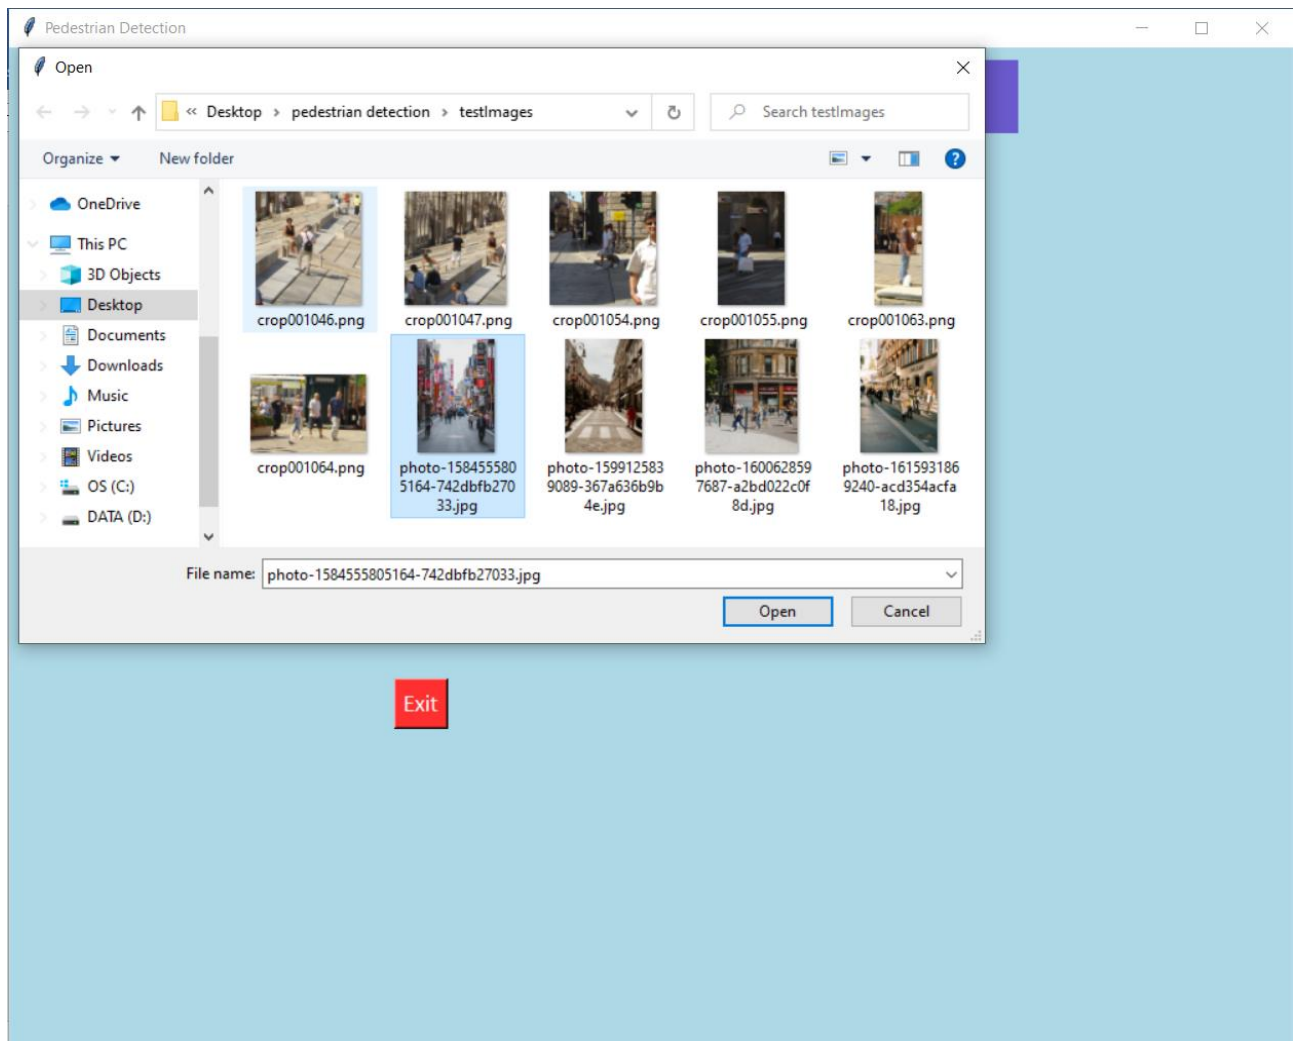 Pedestrian Detection
Open
« Desktop > pedestrian detection > testImages
Search testImages
Organize
New folder
OneDrive
This PC
3D Objects
Desktop
Documents
Downloads
Music
Pictures
Videos
OS (C:)
DATA (D:)
crop001046.png
crop001047.png
crop001054.png
crop001055.png
crop001063.png
crop001064.png
photo-158455580
5164-742dbfb270
33.jpg
photo-159912583
9089-367a636b9b
4e.jpg
photo-160062859
7687-a2bd022c0f
8d.jpg
photo-161593186
9240-acd354acfa
18.jpg
File name: photo-1584555805164-742dbfb27033.jpg
Open
Cancel
Exit